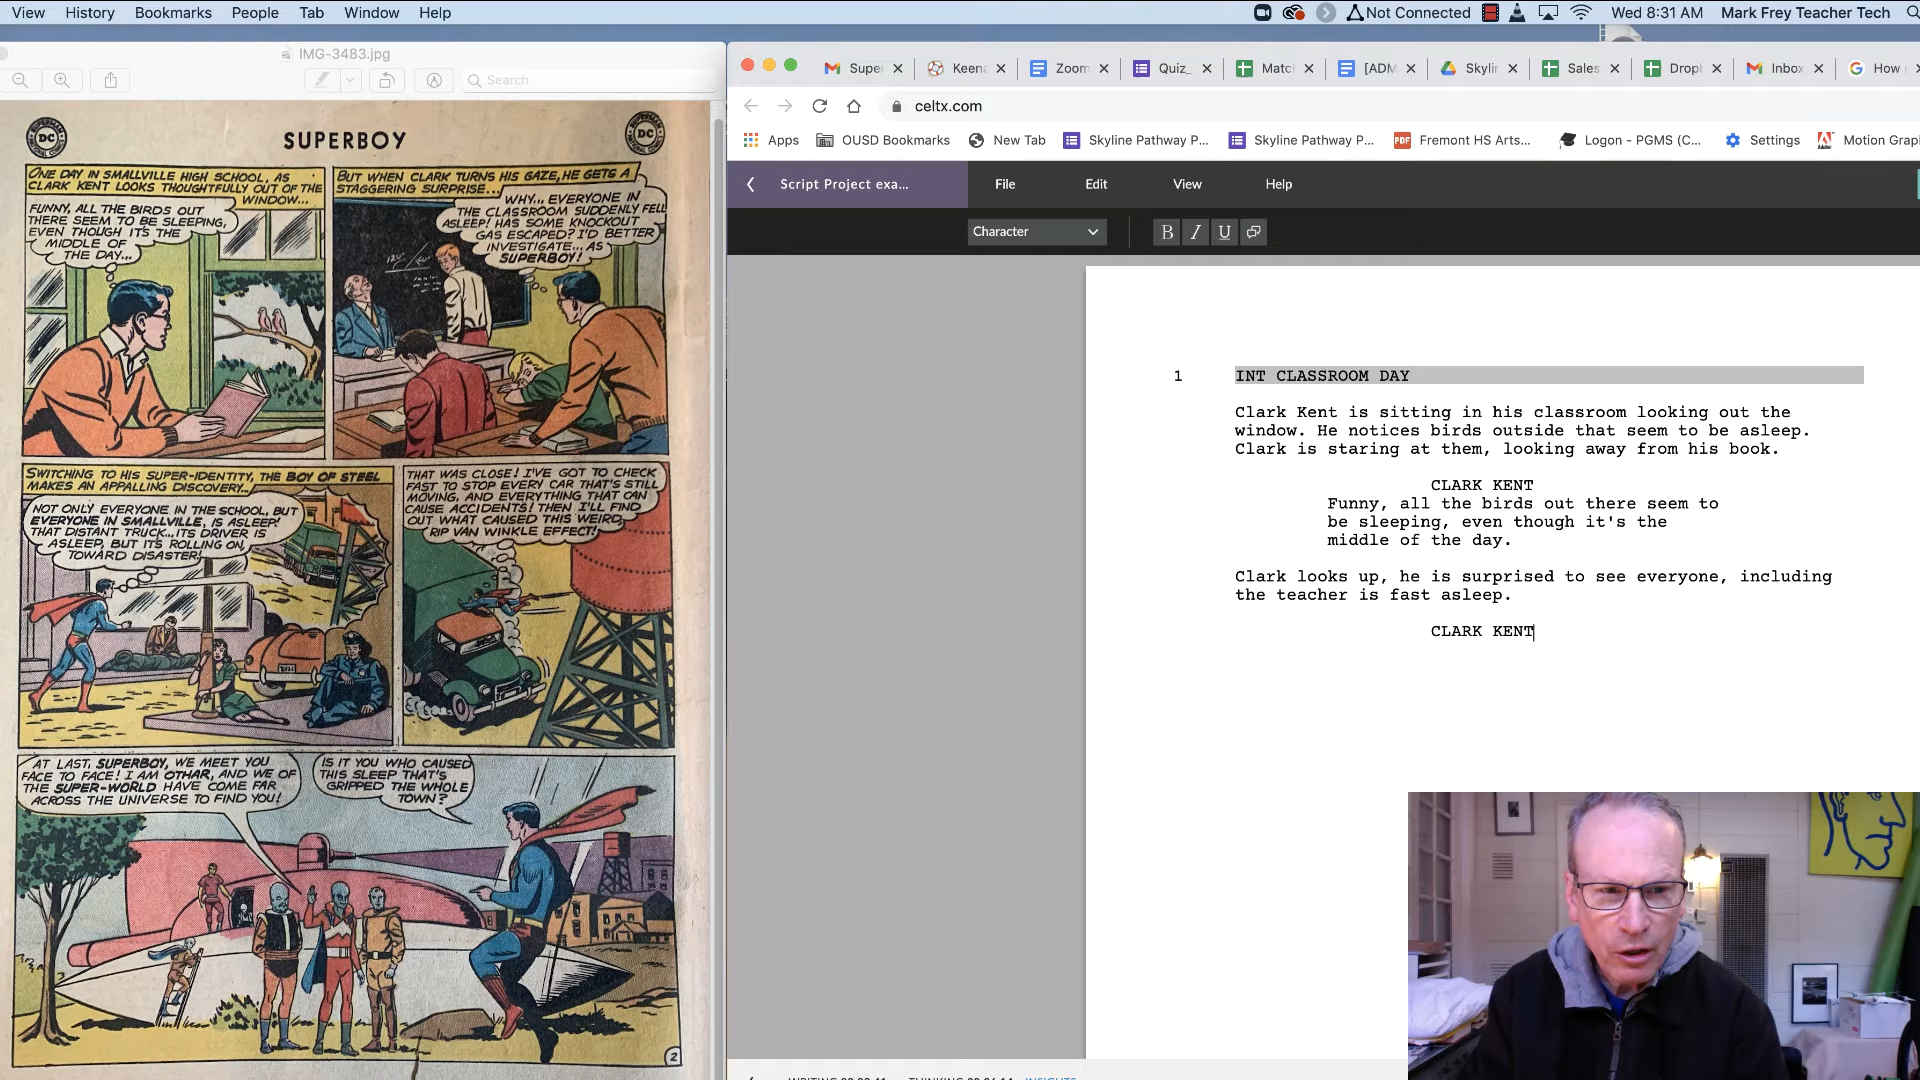 View History Bookmarks People Tab Window Help
Not Connected Wed 8:31 AM Mark Frey Teacher Tech
IMG-3483.jpg
Search
SUPERMAN DC NATIONAL COMICS
SUPERBOY
SUPERMAN DC NATIONAL COMICS
ONE DAY IN SMALLVILLE HIGH SCHOOL, AS
CLARK KENT LOOKS THOUGHTFULLY OUT OF THE
WINDOW...
FUNNY, ALL THE BIRDS OUT
THERE SEEM TO BE SLEEPING,
EVEN THOUGH IT'S THE
MIDDLE OF
THE DAY...
BUT WHEN CLARK TURNS HIS GAZE, HE GETS A
STAGGERING SURPRISE...
WHY... EVERYONE IN
THE CLASSROOM SUDDENLY FELL
ASLEEP! HAS SOME KNOCKOUT
GAS ESCAPED? I'D BETTER
INVESTIGATE... AS
SUPERBOY!
SWITCHING TO HIS SUPER-IDENTITY, THE BOY OF STEEL
MAKES AN APPALLING DISCOVERY...
NOT ONLY EVERYONE IN THE SCHOOL, BUT
EVERYONE IN SMALLVILLE, IS ASLEEP!
THAT DISTANT TRUCK... ITS DRIVER IS
ASLEEP, BUT IT'S ROLLING ON,
TOWARD DISASTER!
THAT WAS CLOSE! I'VE GOT TO CHECK
FAST TO STOP EVERY CAR THAT'S STILL
MOVING, AND EVERYTHING THAT CAN
CAUSE ACCIDENTS! THEN I'LL FIND
OUT WHAT CAUSED THIS WEIRD
RIP VAN WINKLE EFFECT!
AT LAST, SUPERBOY, WE MEET YOU
FACE TO FACE! I AM OTHAR, AND WE OF
THE SUPER-WORLD HAVE COME FAR
ACROSS THE UNIVERSE TO FIND YOU!
IS IT YOU WHO CAUSED
THIS SLEEP THAT'S
GRIPPED THE WHOLE
TOWN?
2
Super Keene Zoom Quiz_ Matc [ADM Skylin Sales Dropl Inbox How
celtx.com
Apps OUSD Bookmarks New Tab Skyline Pathway P... Skyline Pathway P... Fremont HS Arts... Logon - PGMS (C... Settings Motion Grap
Script Project exa... File Edit View Help
Character B I U
1 INT CLASSROOM DAY
Clark Kent is sitting in his classroom looking out the
window. He notices birds outside that seem to be asleep.
Clark is staring at them, looking away from his book.
CLARK KENT
Funny, all the birds out there seem to
be sleeping, even though it's the
middle of the day.
Clark looks up, he is surprised to see everyone, including
the teacher is fast asleep.
CLARK KENT